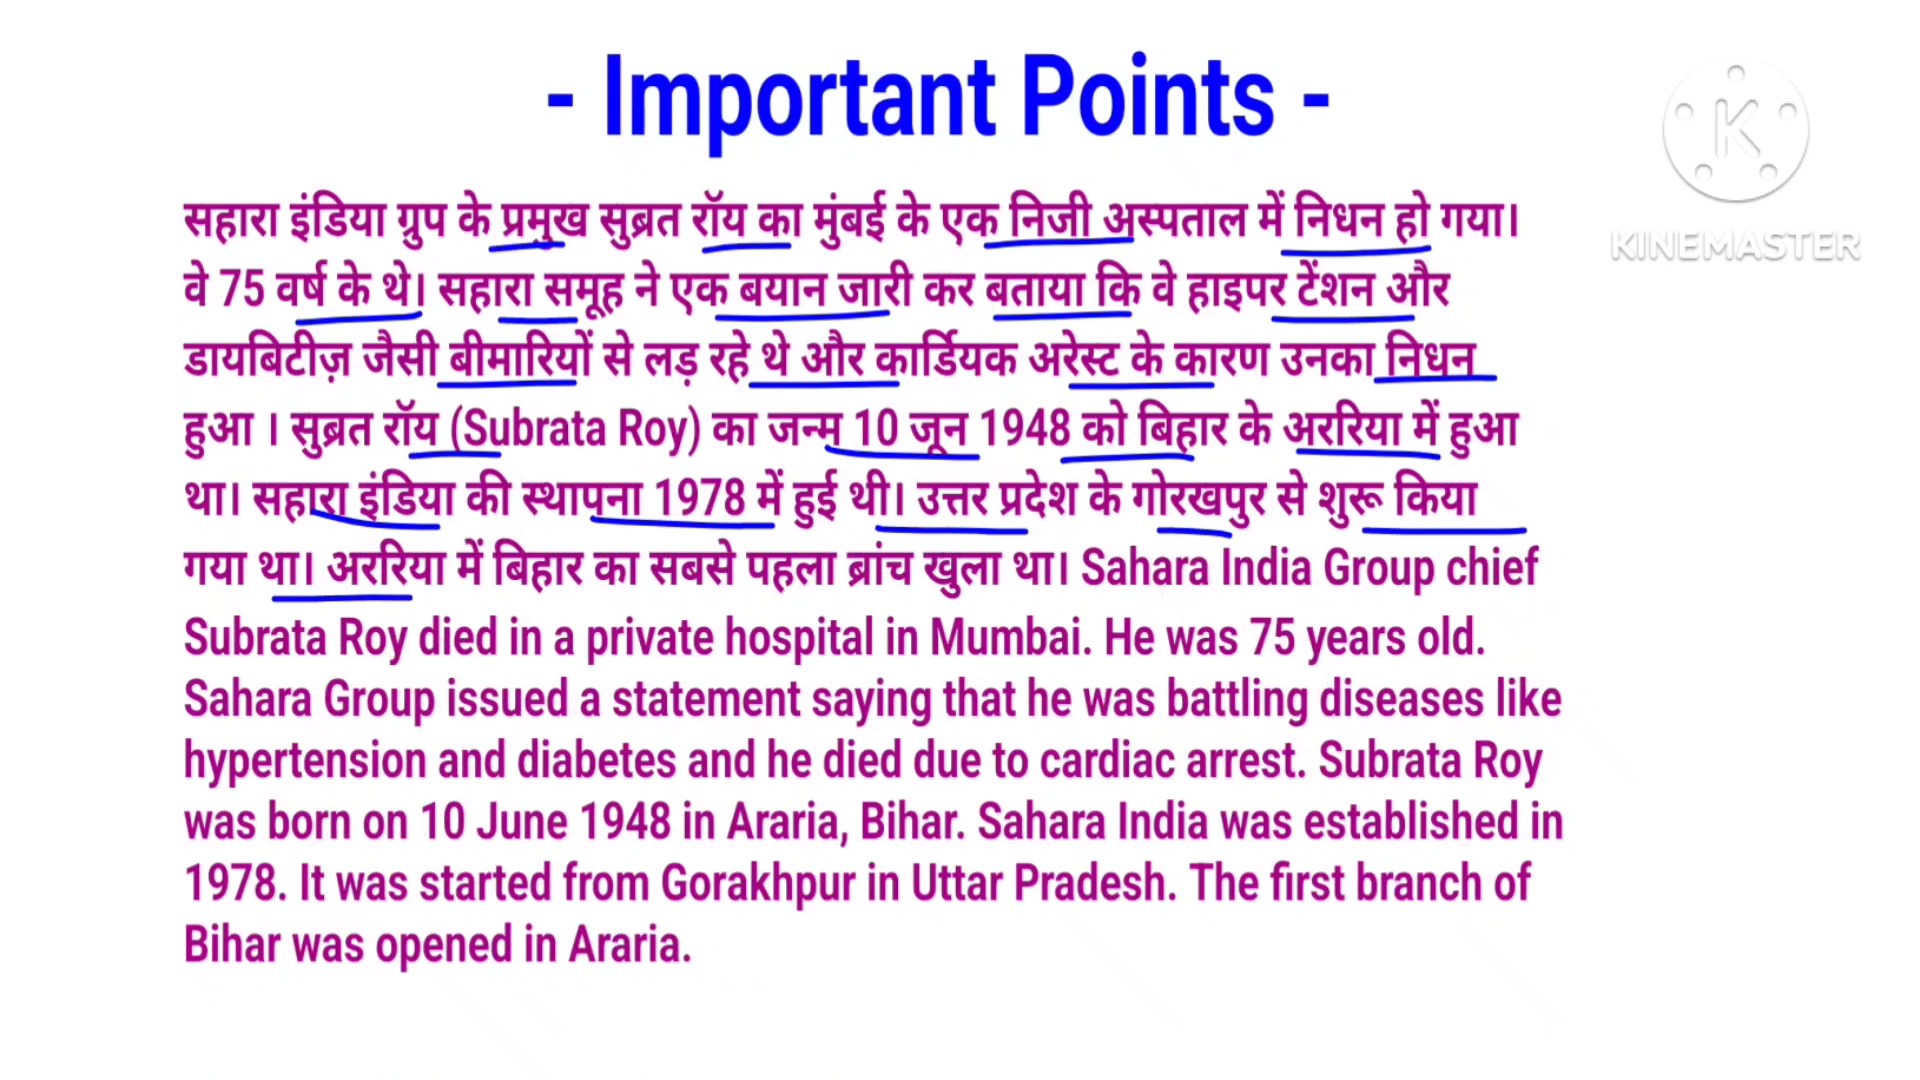 - Important Points -
सहारा इंडिया ग्रुप के प्रमुख सुब्रत रॉय का मुंबई के एक निजी अस्पताल में निधन हो गया।
वे 75 वर्ष के थे। सहारा समूह ने एक बयान जारी कर बताया कि वे हाइपर टेंशन और
डायबिटीज़ जैसी बीमारियों से लड़ रहे थे और कार्डियक अरेस्ट के कारण उनका निधन
हुआ । सुब्रत रॉय (Subrata Roy) का जन्म 10 जून 1948 को बिहार के अररिया में हुआ
था। सहारा इंडिया की स्थापना 1978 में हुई थी। उत्तर प्रदेश के गोरखपुर से शुरू किया
गया था। अररिया में बिहार का सबसे पहला ब्रांच खुला था। Sahara India Group chief
Subrata Roy died in a private hospital in Mumbai. He was 75 years old.
Sahara Group issued a statement saying that he was battling diseases like
hypertension and diabetes and he died due to cardiac arrest. Subrata Roy
was born on 10 June 1948 in Araria, Bihar. Sahara India was established in
1978. It was started from Gorakhpur in Uttar Pradesh. The first branch of
Bihar was opened in Araria.
K
KINEMASTER